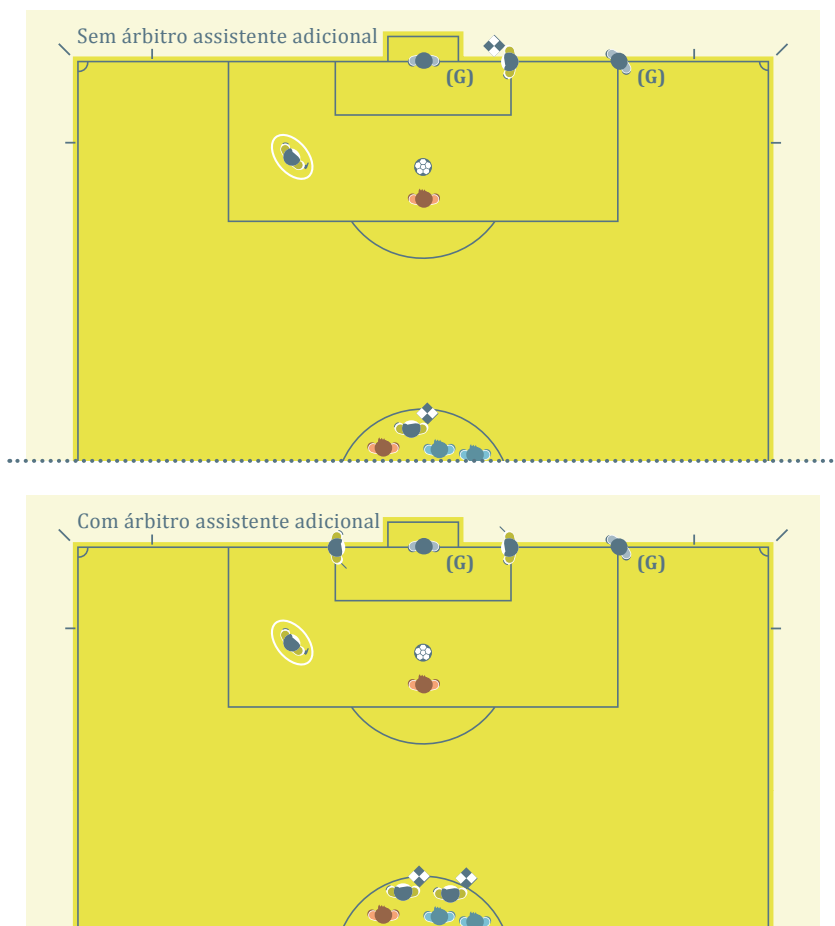 Sem árbitro assistente adicional
(G) (G)
Com árbitro assistente adicional
(G) (G)